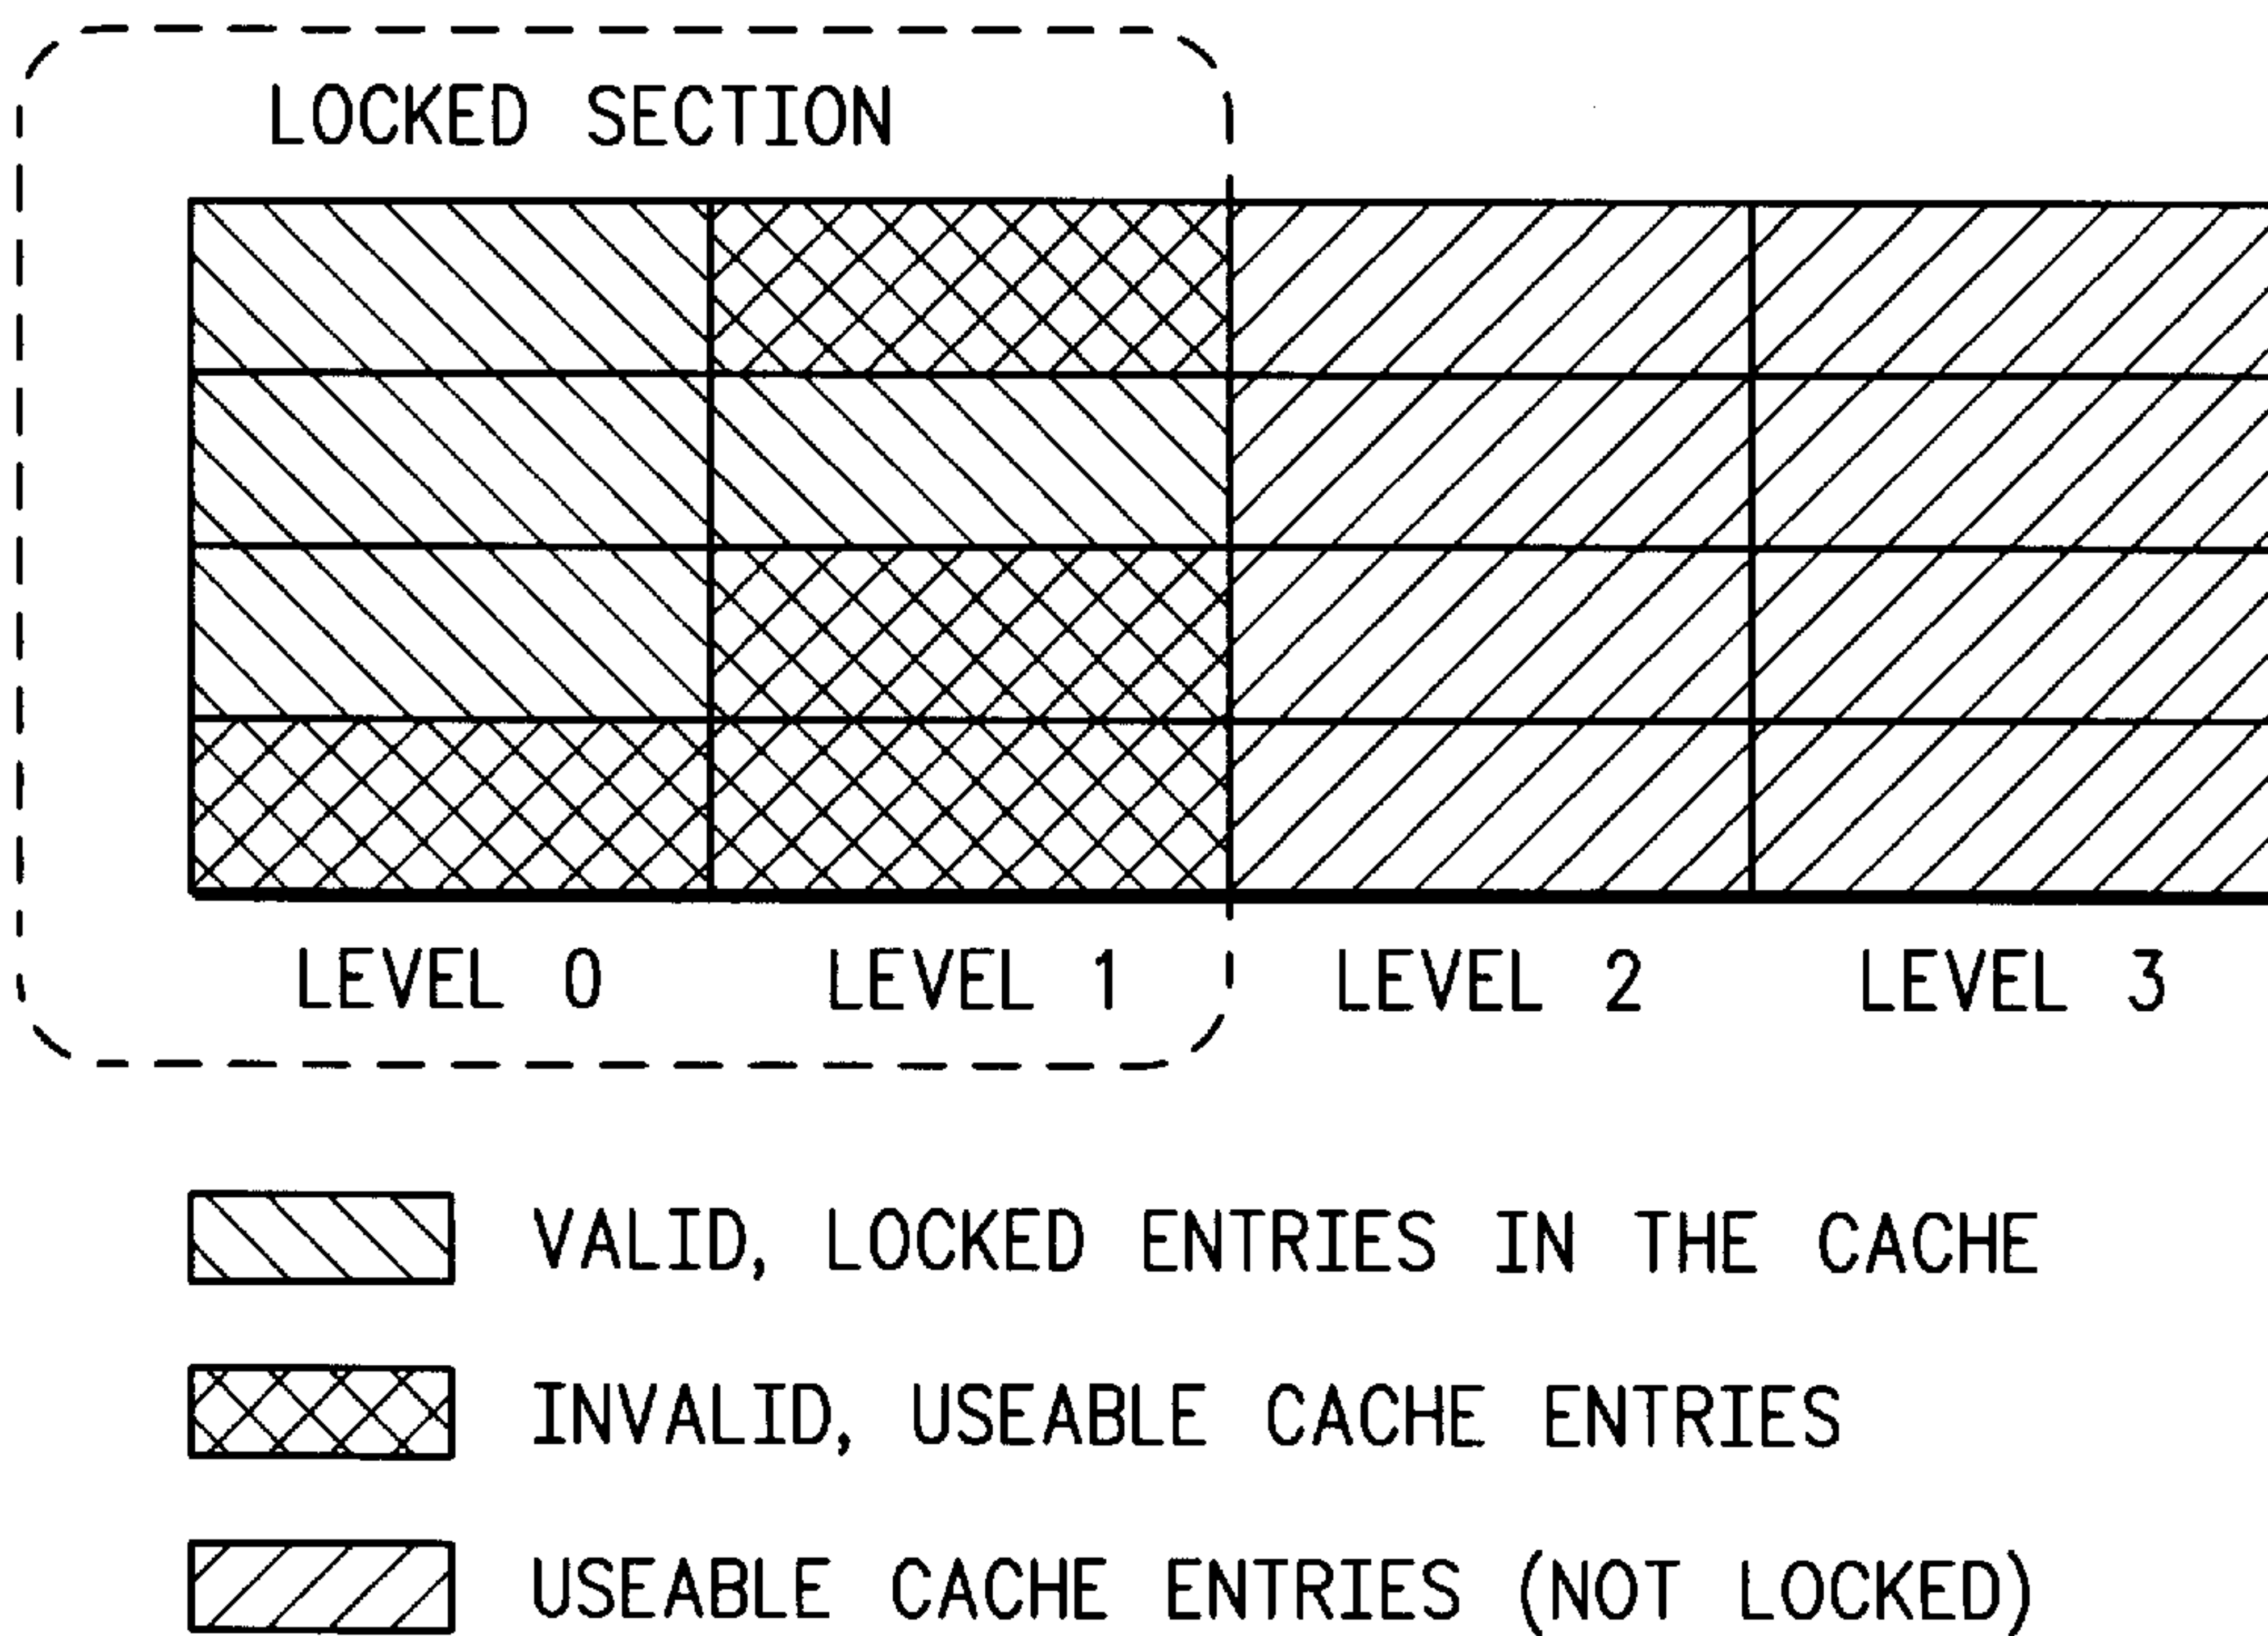 LOCKED SECTION
LEVEL 0 LEVEL 1 LEVEL 2 LEVEL 3
VALID, LOCKED ENTRIES IN THE CACHE
INVALID, USEABLE CACHE ENTRIES
USEABLE CACHE ENTRIES (NOT LOCKED)